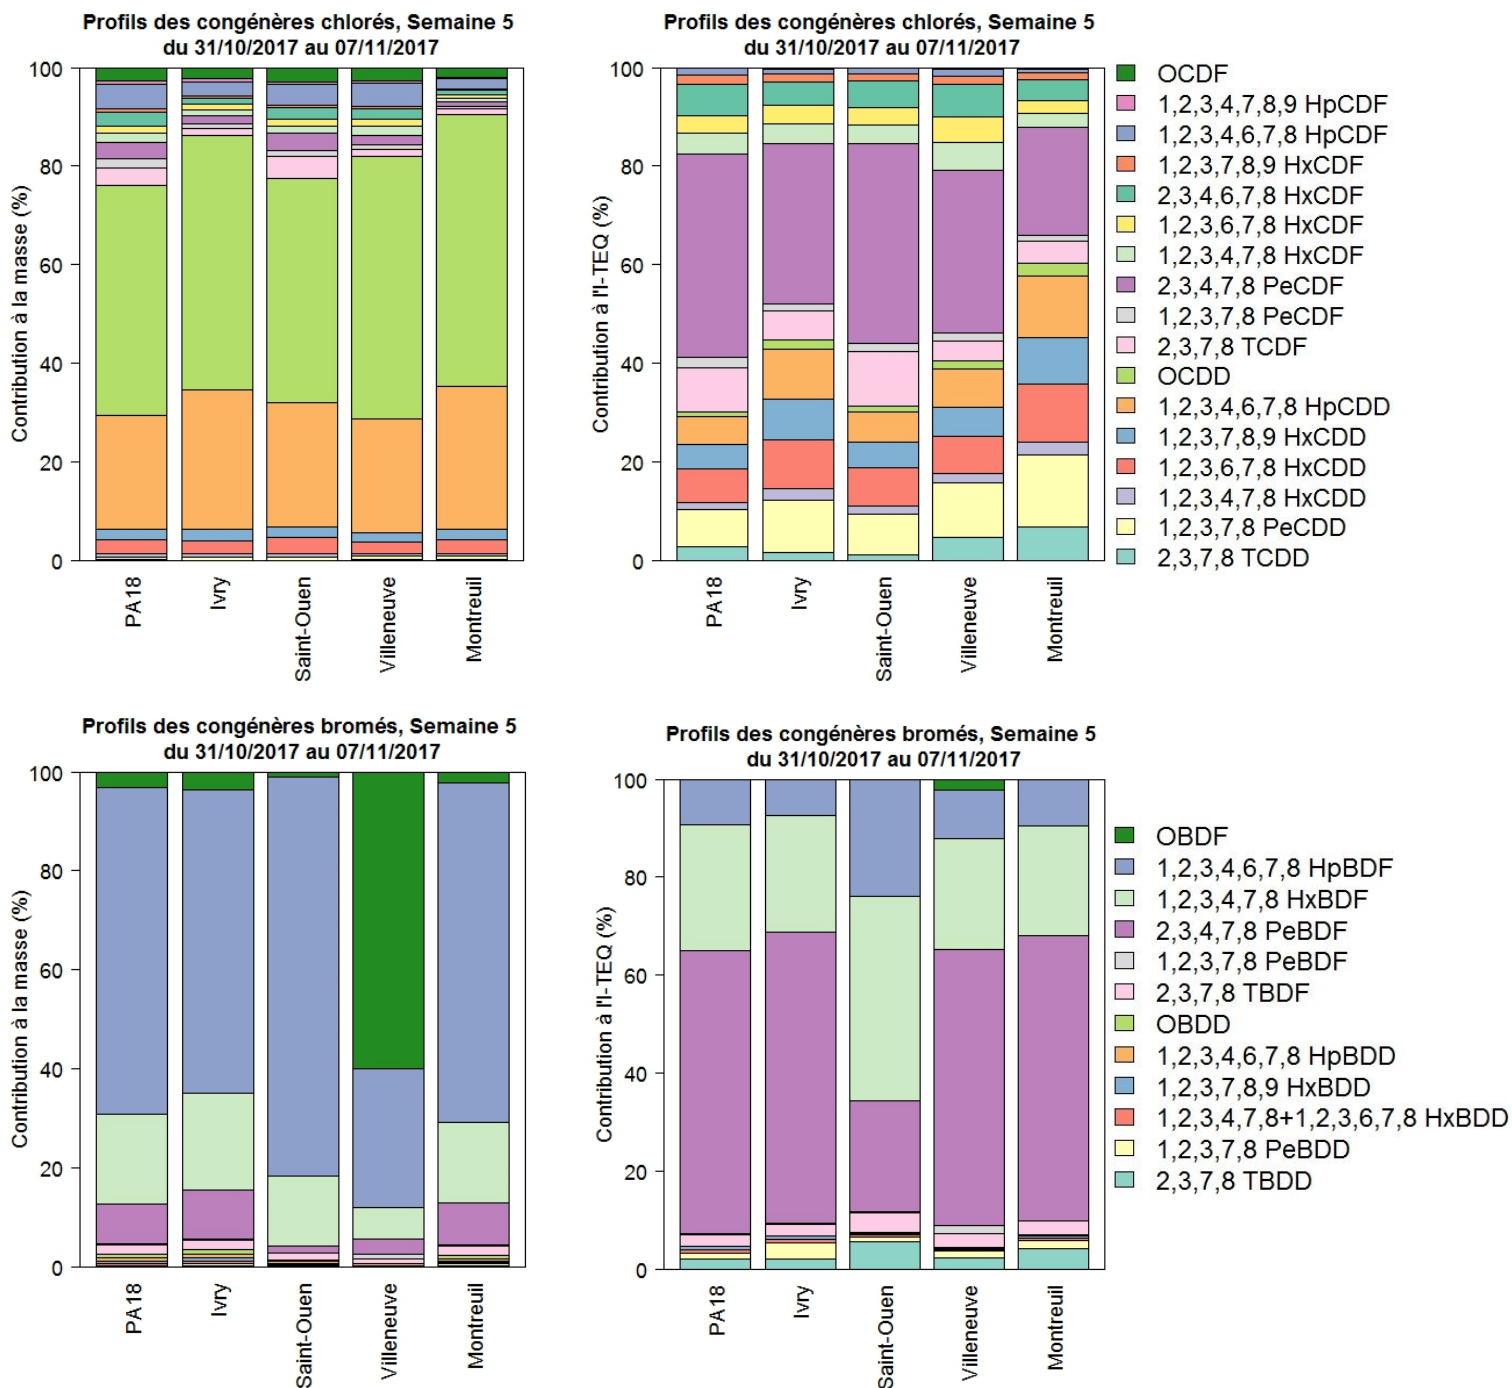 Profils des congénères chlorés, Semaine 5
du 31/10/2017 au 07/11/2017
Contribution à la masse (%)
100
80
60
40
20
0
PA18
Ivry
Saint-Ouen
Villeneuve
Montreuil
Profils des congénères chlorés, Semaine 5
du 31/10/2017 au 07/11/2017
Contribution à l'I-TEQ (%)
100
80
60
40
20
0
PA18
Ivry
Saint-Ouen
Villeneuve
Montreuil
OCDF
1,2,3,4,7,8,9 HpCDF
1,2,3,4,6,7,8 HpCDF
1,2,3,7,8,9 HxCDF
2,3,4,6,7,8 HxCDF
1,2,3,6,7,8 HxCDF
1,2,3,4,7,8 HxCDF
2,3,4,7,8 PeCDF
1,2,3,7,8 PeCDF
2,3,7,8 TCDF
OCDD
1,2,3,4,6,7,8 HpCDD
1,2,3,7,8,9 HxCDD
1,2,3,6,7,8 HxCDD
1,2,3,4,7,8 HxCDD
1,2,3,7,8 PeCDD
2,3,7,8 TCDD
Profils des congénères bromés, Semaine 5
du 31/10/2017 au 07/11/2017
Contribution à la masse (%)
100
80
60
40
20
0
PA18
Ivry
Saint-Ouen
Villeneuve
Montreuil
Profils des congénères bromés, Semaine 5
du 31/10/2017 au 07/11/2017
Contribution à l'I-TEQ (%)
100
80
60
40
20
0
PA18
Ivry
Saint-Ouen
Villeneuve
Montreuil
OBDF
1,2,3,4,6,7,8 HpBDF
1,2,3,4,7,8 HxBDF
2,3,4,7,8 PeBDF
1,2,3,7,8 PeBDF
2,3,7,8 TBDF
OBDD
1,2,3,4,6,7,8 HpBDD
1,2,3,7,8,9 HxBDD
1,2,3,4,7,8+1,2,3,6,7,8 HxBDD
1,2,3,7,8 PeBDD
2,3,7,8 TBDD